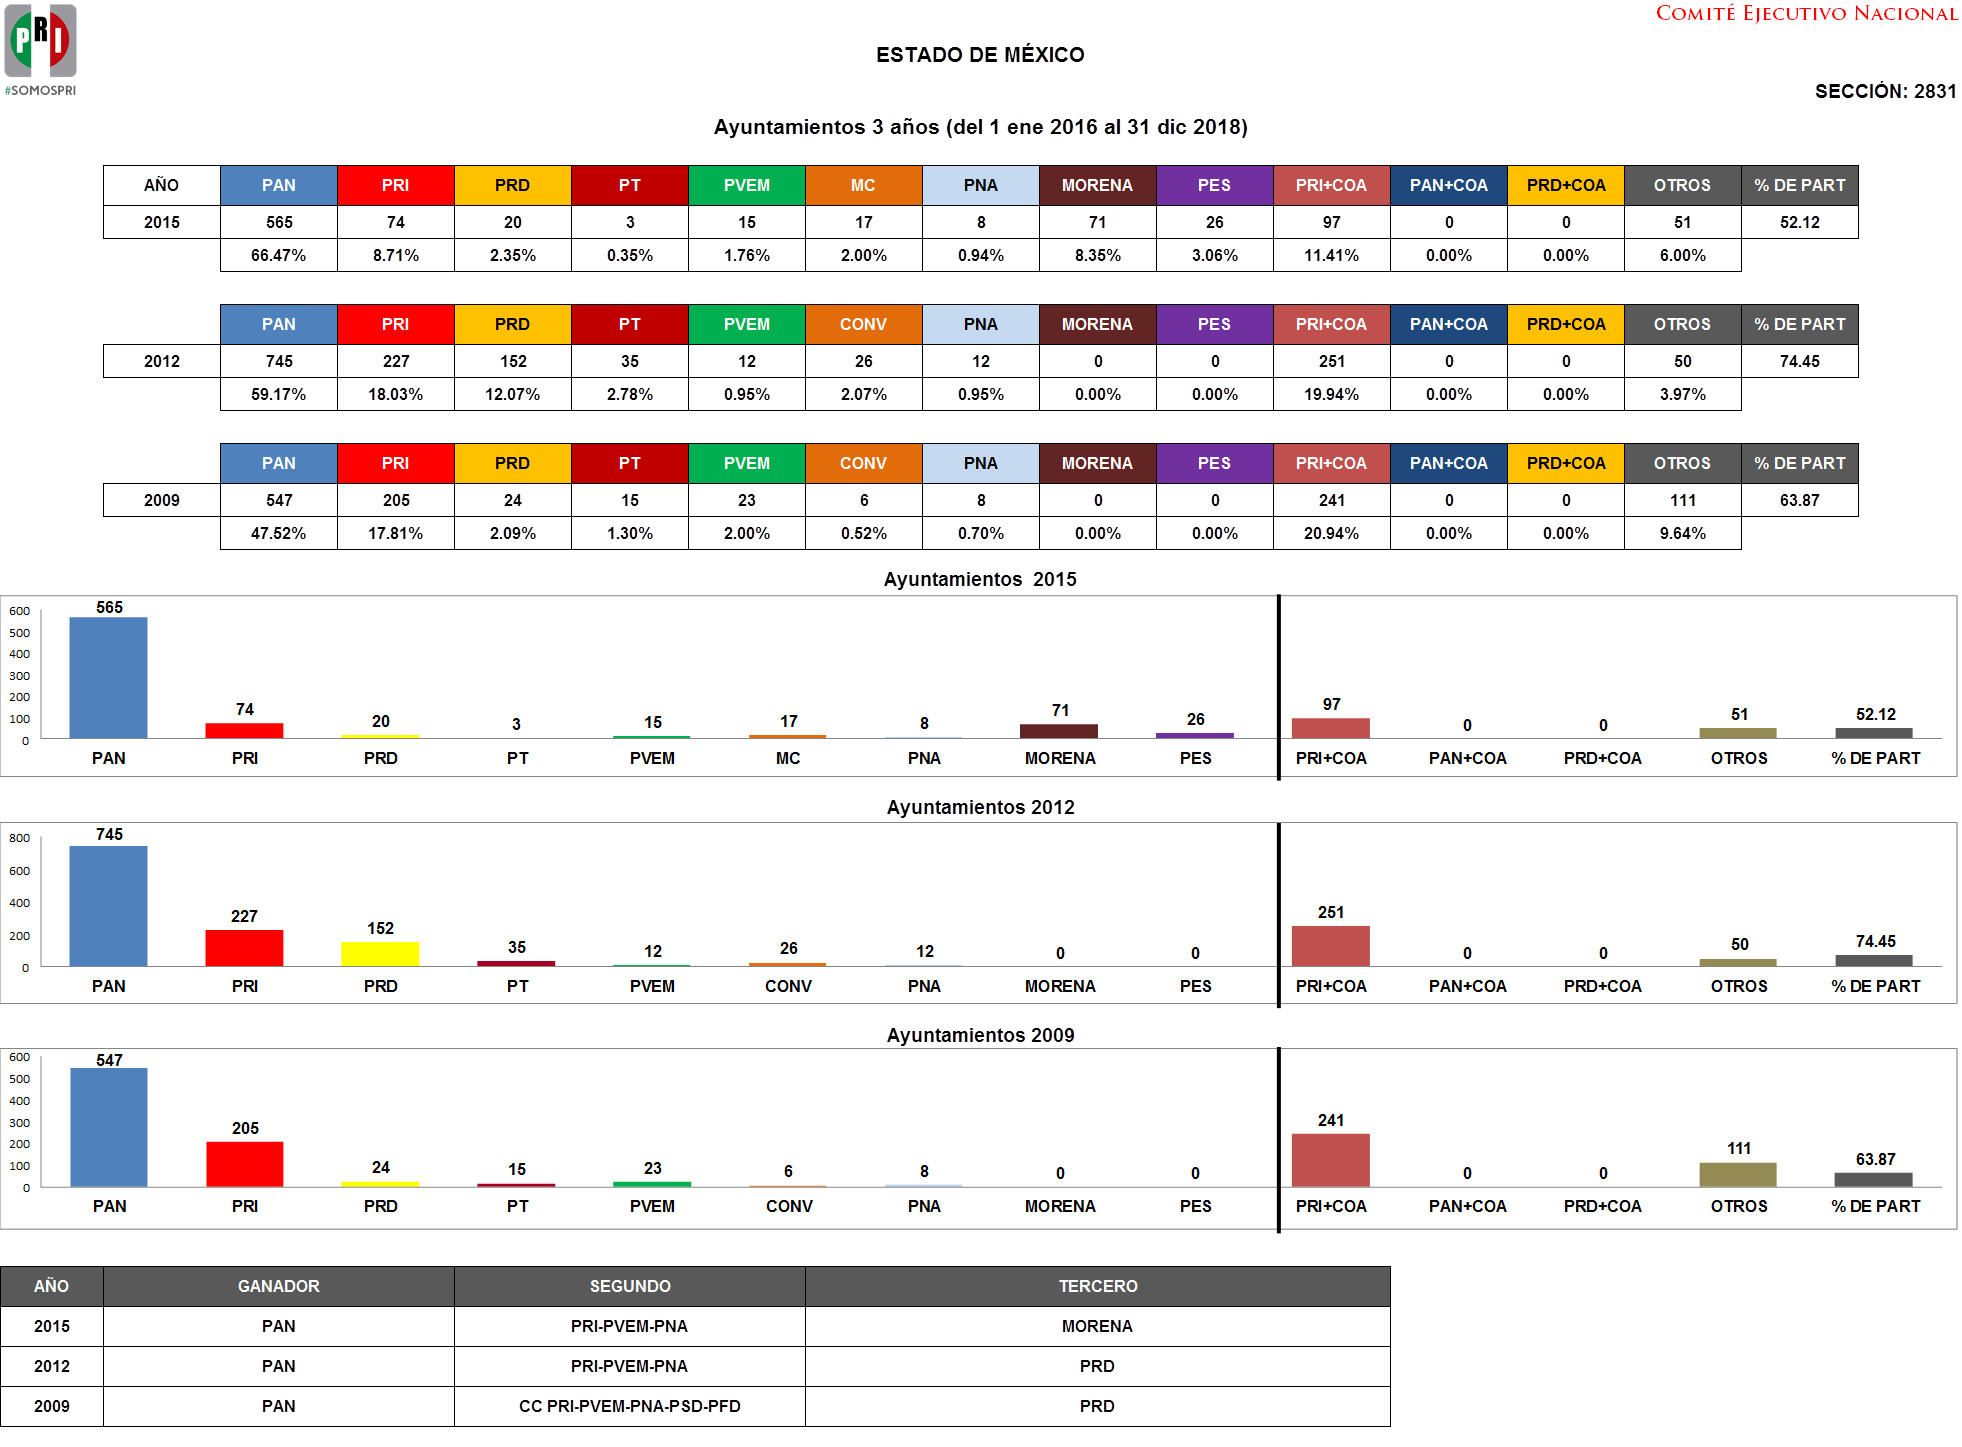 PRI
#SOMOSPRI
COMITÉ EJECUTIVO NACIONAL
ESTADO DE MÉXICO
SECCIÓN: 2831
Ayuntamientos 3 años (del 1 ene 2016 al 31 dic 2018)
AÑO PAN PRI PRD PT PVEM MC PNA MORENA PES PRI+COA PAN+COA PRD+COA OTROS % DE PART
2015 565 74 20 3 15 17 8 71 26 97 0 0 51 52.12
66.47% 8.71% 2.35% 0.35% 1.76% 2.00% 0.94% 8.35% 3.06% 11.41% 0.00% 0.00% 6.00%
PAN PRI PRD PT PVEM CONV PNA MORENA PES PRI+COA PAN+COA PRD+COA OTROS % DE PART
2012 745 227 152 35 12 26 12 0 0 251 0 0 50 74.45
59.17% 18.03% 12.07% 2.78% 0.95% 2.07% 0.95% 0.00% 0.00% 19.94% 0.00% 0.00% 3.97%
PAN PRI PRD PT PVEM CONV PNA MORENA PES PRI+COA PAN+COA PRD+COA OTROS % DE PART
2009 547 205 24 15 23 6 8 0 0 241 0 0 111 63.87
47.52% 17.81% 2.09% 1.30% 2.00% 0.52% 0.70% 0.00% 0.00% 20.94% 0.00% 0.00% 9.64%
Ayuntamientos 2015
600
500
400
300
200
100
0
565 74 20 3 15 17 8 71 26 97 0 0 51 52.12
PAN PRI PRD PT PVEM MC PNA MORENA PES PRI+COA PAN+COA PRD+COA OTROS % DE PART
Ayuntamientos 2012
800
600
400
200
0
745 227 152 35 12 26 12 0 0 251 0 0 50 74.45
PAN PRI PRD PT PVEM CONV PNA MORENA PES PRI+COA PAN+COA PRD+COA OTROS % DE PART
Ayuntamientos 2009
600
500
400
300
200
100
0
547 205 24 15 23 6 8 0 0 241 0 0 111 63.87
PAN PRI PRD PT PVEM CONV PNA MORENA PES PRI+COA PAN+COA PRD+COA OTROS % DE PART
AÑO GANADOR SEGUNDO TERCERO
2015 PAN PRI-PVEM-PNA MORENA
2012 PAN PRI-PVEM-PNA PRD
2009 PAN CC PRI-PVEM-PNA-PSD-PFD PRD